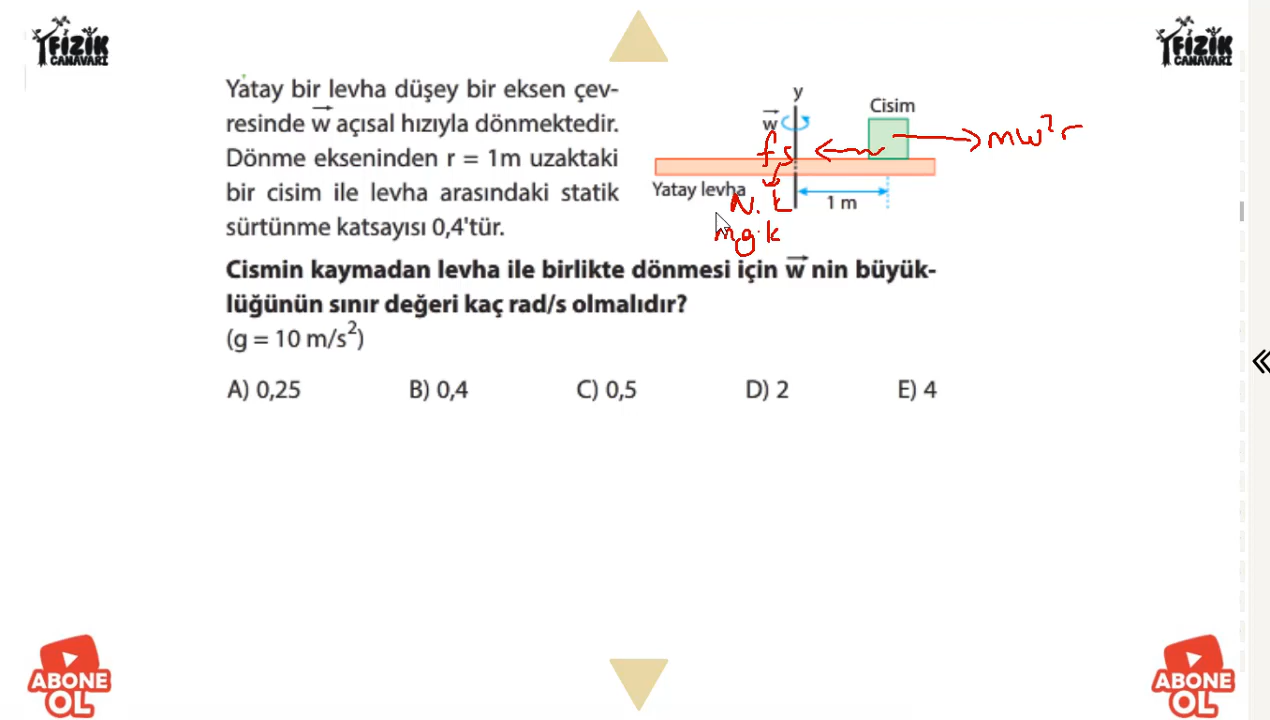 FİZİK
CANAVARI
FİZİK
CANAVARI
Yatay bir levha düşey bir eksen çev-
resinde w açısal hızıyla dönmektedir.
Dönme ekseninden r = 1m uzaktaki
bir cisim ile levha arasındaki statik
sürtünme katsayısı 0,4'tür.
y
Cisim
w
mw²r
fs
Yatay levha
1 m
N.k
mg.k
Cismin kaymadan levha ile birlikte dönmesi için w nin büyük-
lüğünün sınır değeri kaç rad/s olmalıdır?
(g = 10 m/s²)
A) 0,25 B) 0,4 C) 0,5 D) 2 E) 4
ABONE
OL
ABONE
OL